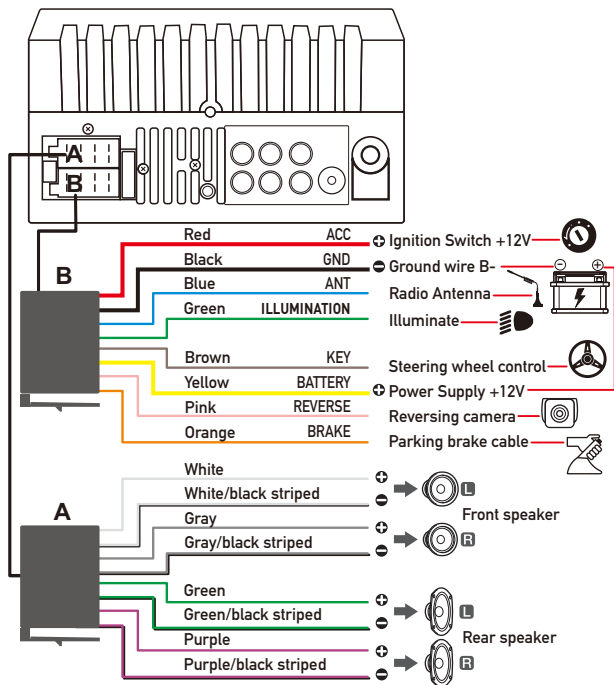 A
B
B
Red ACC Ignition Switch +12V
Black GND Ground wire B-
Blue ANT Radio Antenna
Green ILLUMINATION Illuminate
Brown KEY Steering wheel control
Yellow BATTERY Power Supply +12V
Pink REVERSE Reversing camera
Orange BRAKE Parking brake cable
A
White
White/black striped
L
Front speaker
Gray
Gray/black striped
R
Green
Green/black striped
L
Rear speaker
Purple
Purple/black striped
R